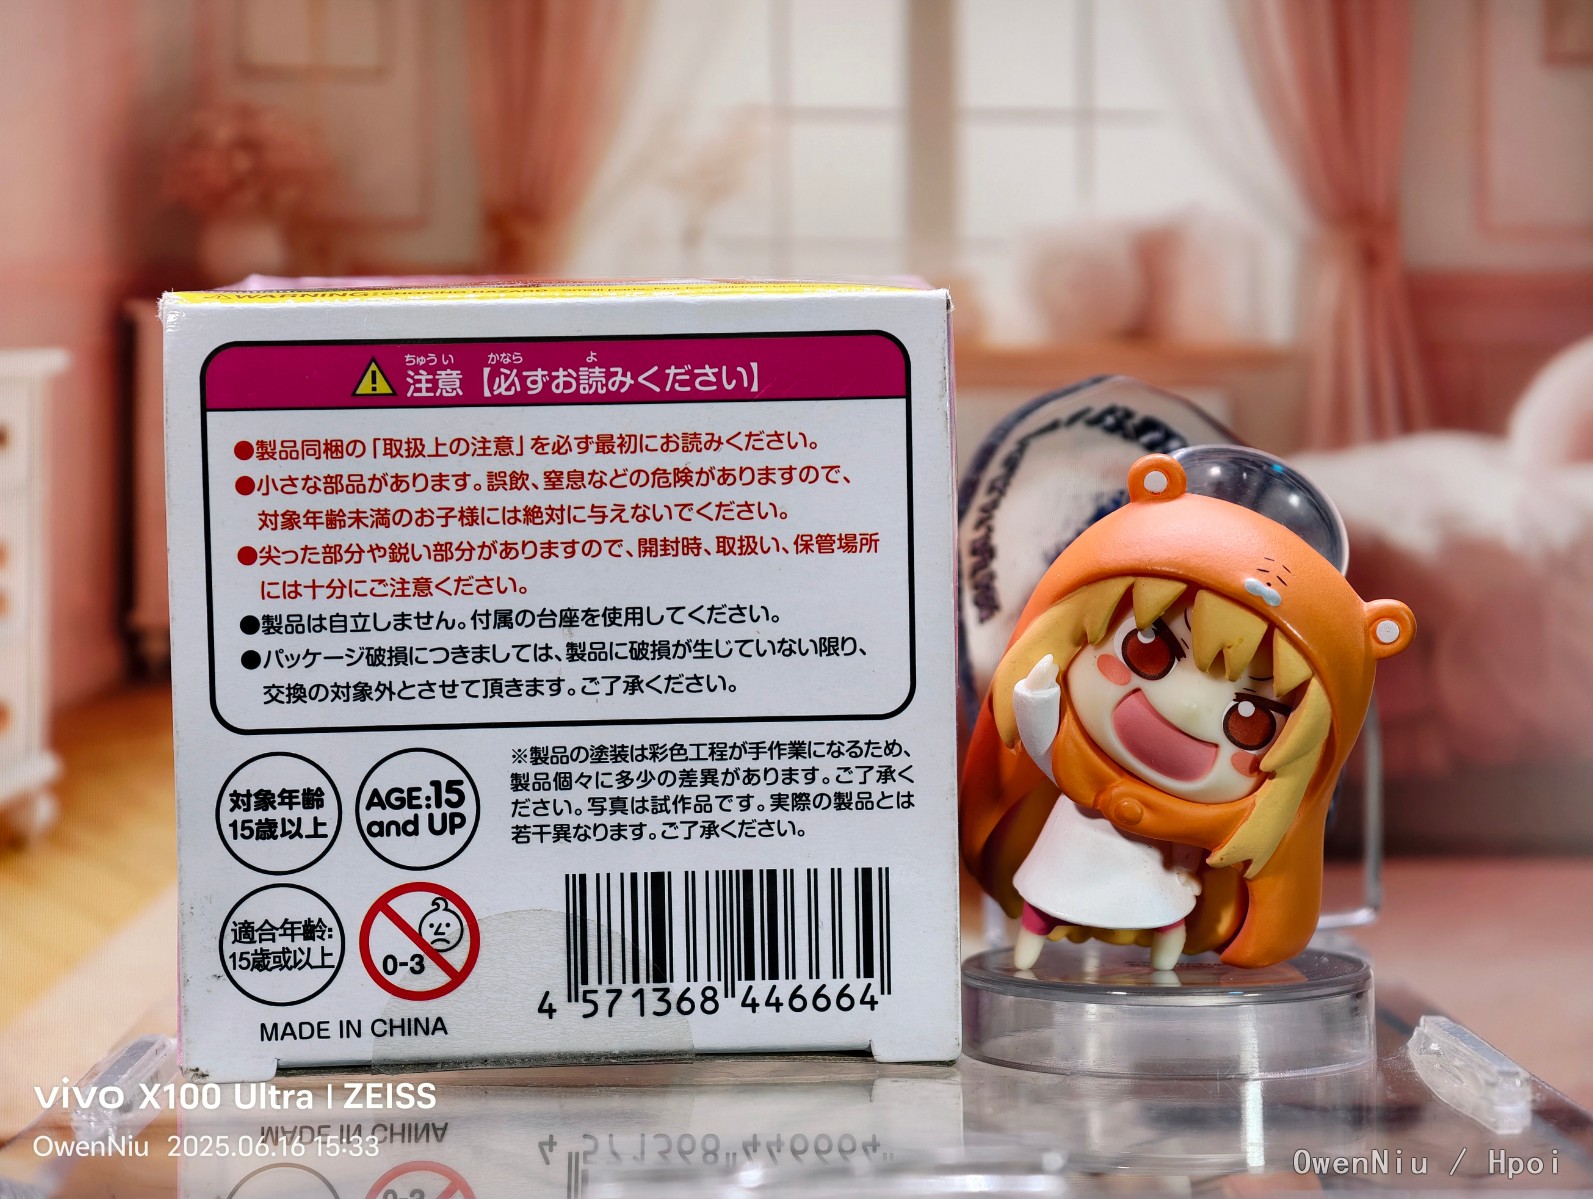 ⚠WARNING:
ちゅうい かなら よ
⚠注意【必ずお読みください】
●製品同梱の「取扱上の注意」を必ず最初にお読みください。
●小さな部品があります。誤飲、窒息などの危険がありますので、
対象年齢未満のお子様には絶対に与えないでください。
●尖った部分や鋭い部分がありますので、開封時、取扱い、保管場所
には十分にご注意ください。
●製品は自立しません。付属の台座を使用してください。
●パッケージ破損につきましては、製品に破損が生じていない限り、
交換の対象外とさせて頂きます。ご了承ください。
対象年齢
15歳以上
AGE:15
and UP
※製品の塗装は彩色工程が手作業になるため、
製品個々に多少の差異があります。ご了承く
ださい。写真は試作品です。実際の製品とは
若干異なります。ご了承ください。
適合年齡:
15歲或以上
0-3
MADE IN CHINA
4 571368 446664
vivo X100 Ultra | ZEISS
OwenNiu 2025.06.16 15:33
OwenNiu / Hpoi